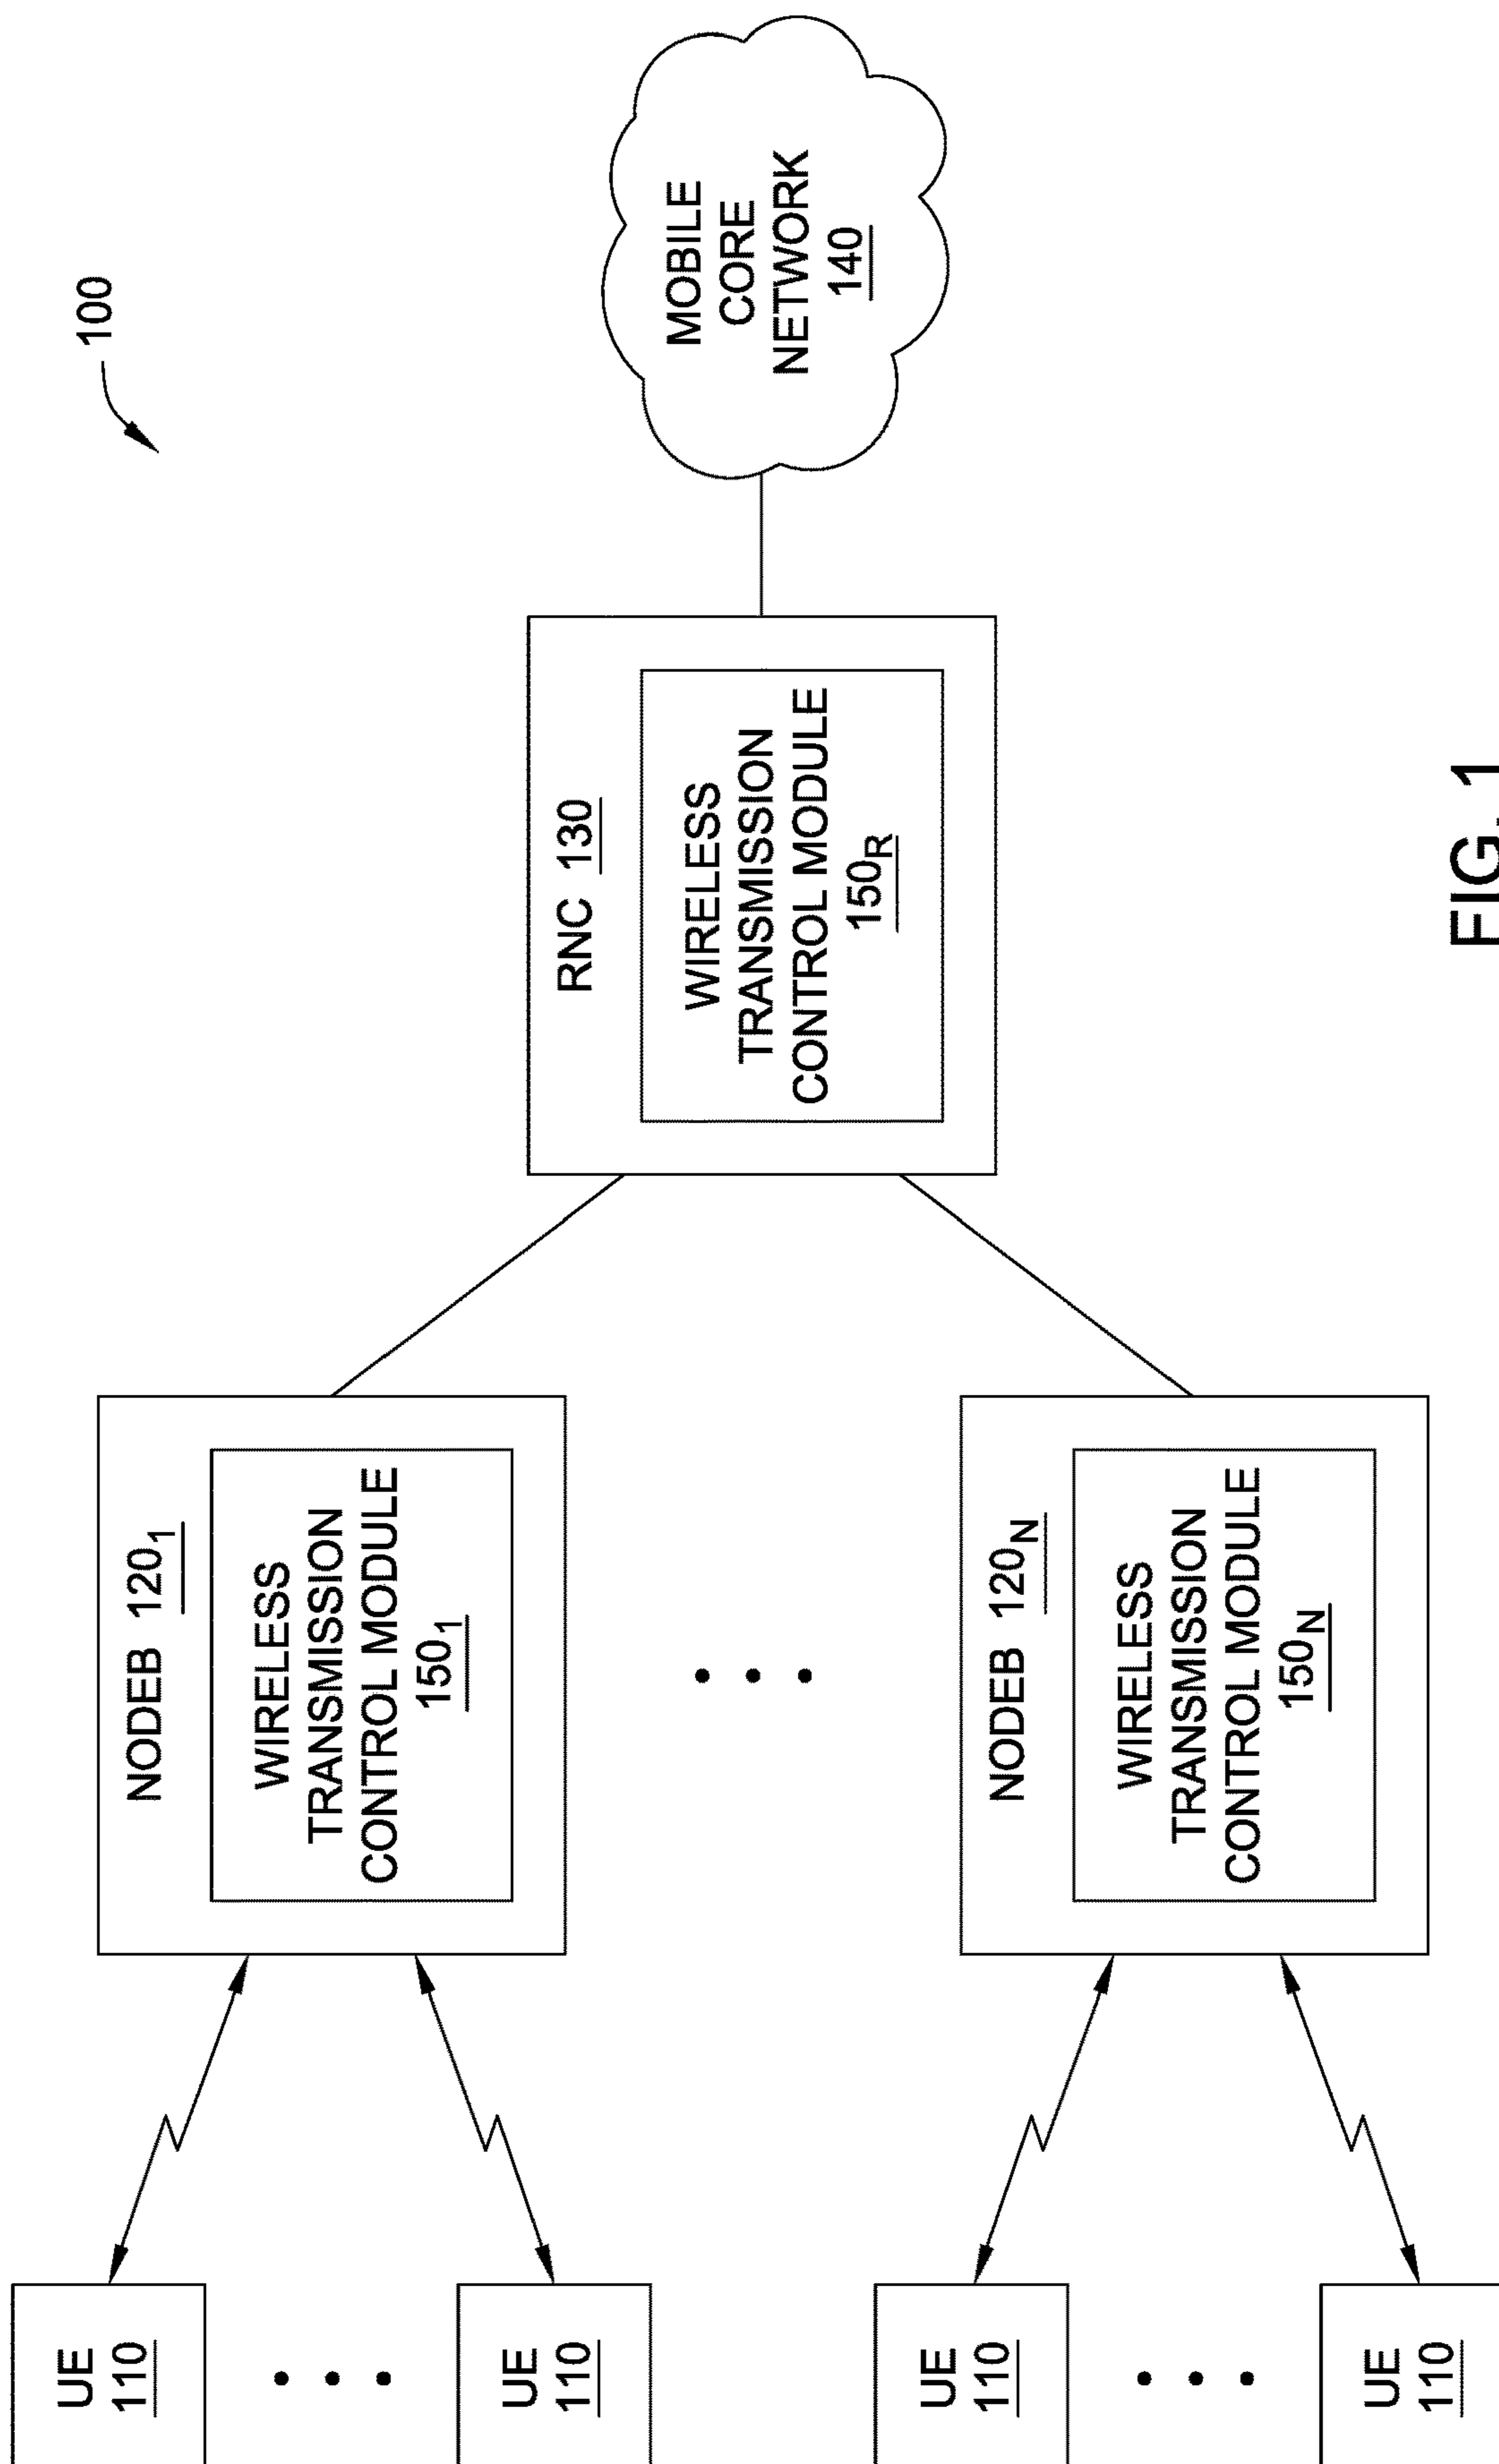 100
UE
110
UE
110
UE
110
UE
110
NODEB 120₁
WIRELESS
TRANSMISSION
CONTROL MODULE
150₁
NODEB 120N
WIRELESS
TRANSMISSION
CONTROL MODULE
150N
RNC 130
WIRELESS
TRANSMISSION
CONTROL MODULE
150R
MOBILE
CORE
NETWORK
140
FIG. 1